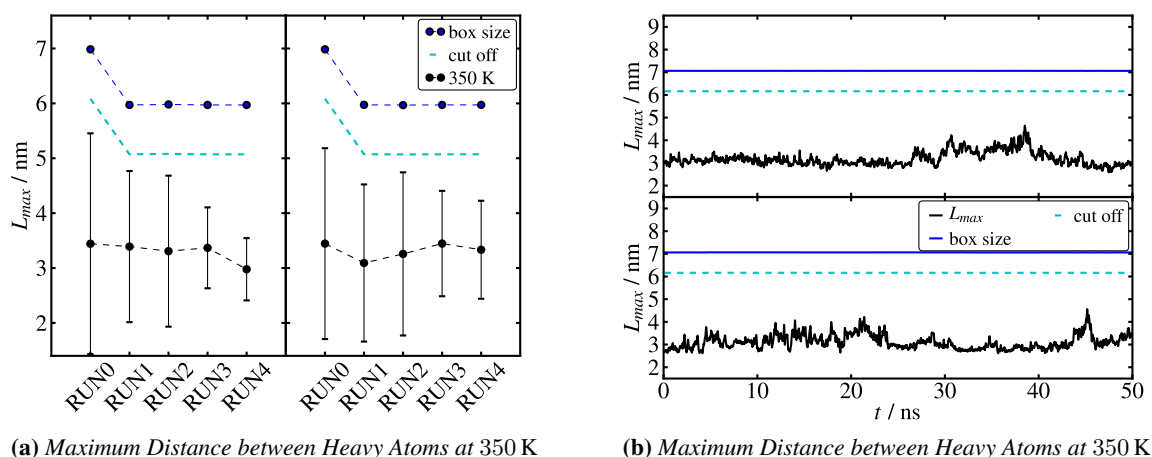 7
6
5
4
3
2
L_max / nm
box size
cut off
350 K
RUN0
RUN1
RUN2
RUN3
RUN4
RUN0
RUN1
RUN2
RUN3
RUN4
(a) Maximum Distance between Heavy Atoms at 350 K
9
8
7
6
5
4
3
2
L_max / nm
9
8
7
6
5
4
3
2
L_max / nm
L_max
cut off
box size
0 10 20 30 40 50
t / ns
(b) Maximum Distance between Heavy Atoms at 350 K